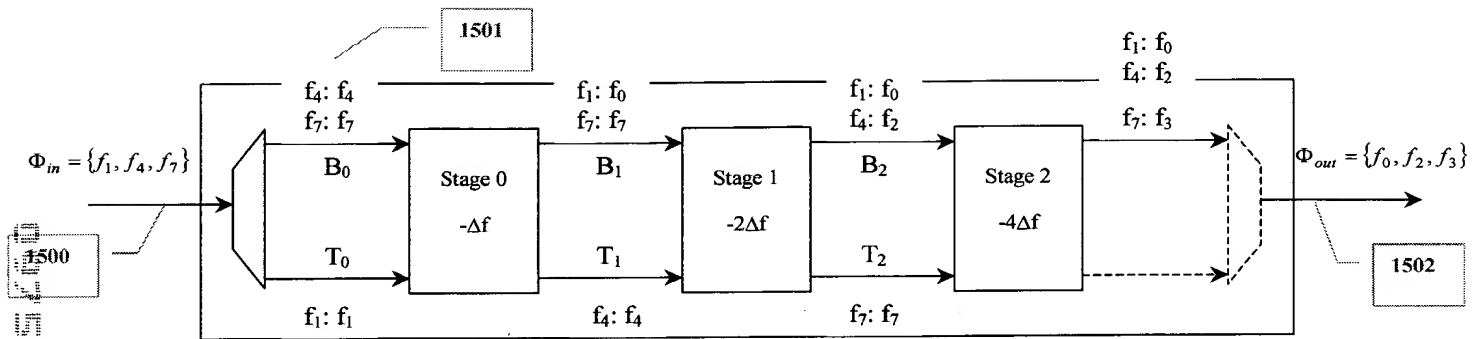 1501
f₁: f₀
f₄: f₂
f₄: f₄
f₁: f₀
f₁: f₀
f₇: f₇
f₇: f₇
f₄: f₂
f₇: f₃
Φ_in = {f₁, f₄, f₇}
B₀
Stage 0
-Δf
B₁
Stage 1
-2Δf
B₂
Stage 2
-4Δf
Φ_out = {f₀, f₂, f₃}
1500
T₀
T₁
T₂
1502
f₁: f₁
f₄: f₄
f₇: f₇